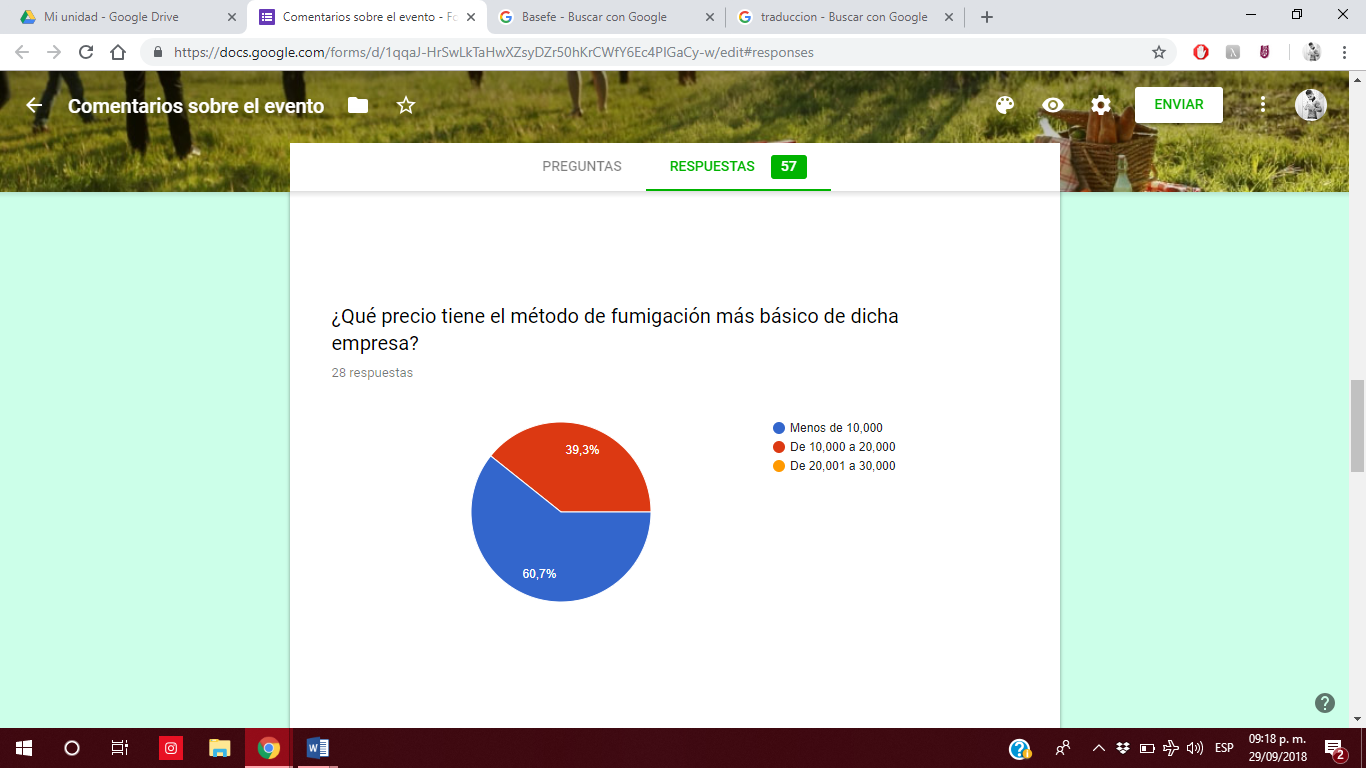 Mi unidad - Google Drive
Comentarios sobre el evento - Fo
Basefe - Buscar con Google
traduccion - Buscar con Google
https://docs.google.com/forms/d/1qqaJ-HrSwLkTaHwXZsyDZr50hKrCWfY6Ec4PIGaCy-w/edit#responses
Comentarios sobre el evento
ENVIAR
PREGUNTAS
RESPUESTAS
57
¿Qué precio tiene el método de fumigación más básico de dicha
empresa?
28 respuestas
39,3%
60,7%
Menos de 10,000
De 10,000 a 20,000
De 20,001 a 30,000
ESP
09:18 p. m.
29/09/2018
2